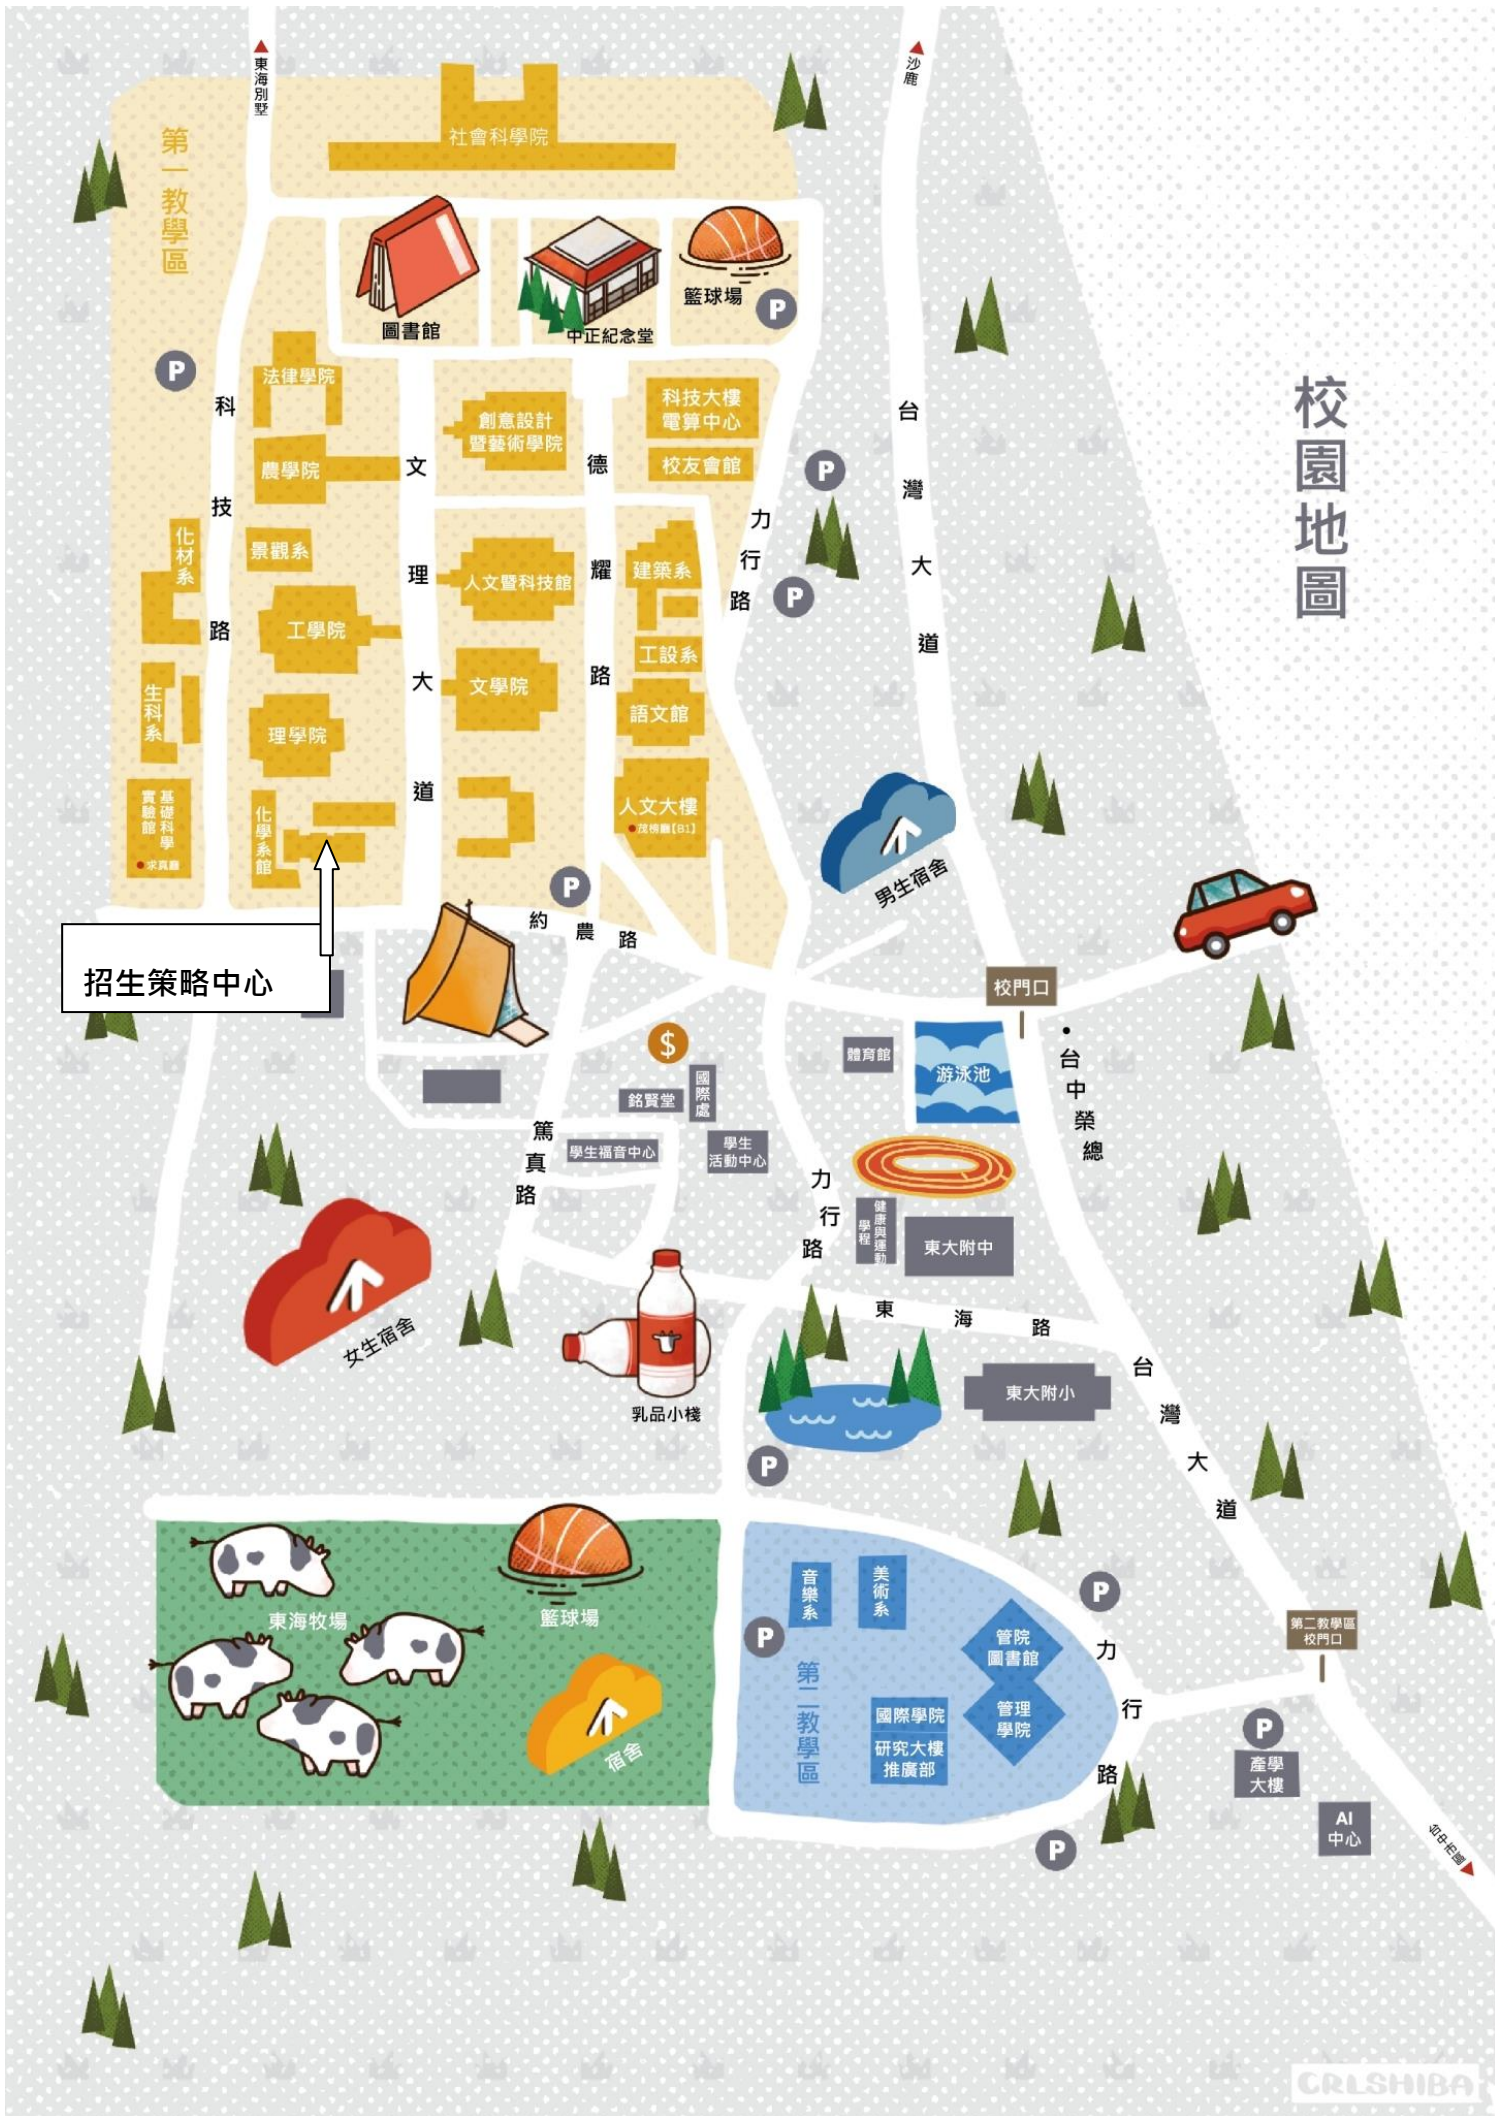 校園地圖
東海別墅
沙鹿
第一教學區
社會科學院
圖書館
中正紀念堂
籃球場
P
P
科技路
法律學院
創意設計
暨藝術學院
科技大樓
電算中心
校友會館
農學院
文理大道
德耀路
力行路
台灣大道
P
P
化材系
景觀系
人文暨科技館
建築系
工學院
工設系
生科系
文學院
語文館
理學院
基礎科學
實驗館
求真廳
化學系館
人文大樓
茂榜廳【B1】
男生宿舍
P
約農路
招生策略中心
校門口
$
體育館
游泳池
台中榮總
國際處
銘賢堂
篤真路
學生福音中心
學生
活動中心
力行路
健康與運動
學程
東大附中
女生宿舍
東海路
乳品小棧
東大附小
台灣大道
P
東海牧場
籃球場
宿舍
音樂系
美術系
P
P
第二教學區
管院
圖書館
力行路
第二教學區
校門口
國際學院
研究大樓
推廣部
管理
學院
P
產學
大樓
AI
中心
P
台中市區
CRLSHIBA